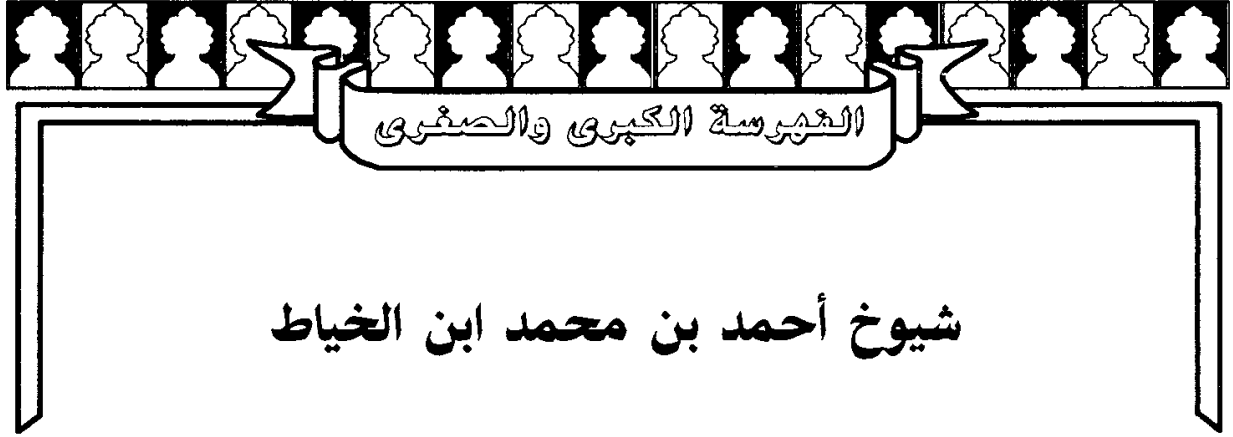 الفهرسة الكبرى والصغرى
شيوخ أحمد بن محمد ابن الخياط